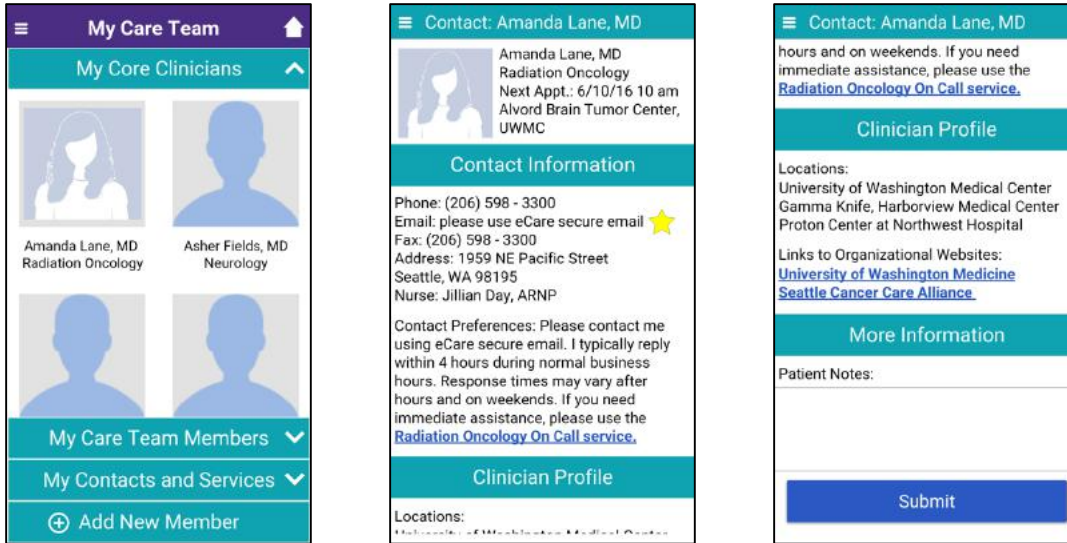 My Care Team
My Core Clinicians
Amanda Lane, MD
Radiation Oncology
Asher Fields, MD
Neurology
My Care Team Members
My Contacts and Services
Add New Member
Contact: Amanda Lane, MD
Amanda Lane, MD
Radiation Oncology
Next Appt.: 6/10/16 10 am
Alvord Brain Tumor Center,
UWMC
Contact Information
Phone: (206) 598 - 3300
Email: please use eCare secure email
Fax: (206) 598 - 3300
Address: 1959 NE Pacific Street
Seattle, WA 98195
Nurse: Jillian Day, ARNP
Contact Preferences: Please contact me
using eCare secure email. I typically reply
within 4 hours during normal business
hours. Response times may vary after
hours and on weekends. If you need
immediate assistance, please use the
Radiation Oncology On Call service.
Clinician Profile
Locations:
University of Washington Medical Center
Contact: Amanda Lane, MD
hours and on weekends. If you need
immediate assistance, please use the
Radiation Oncology On Call service.
Clinician Profile
Locations:
University of Washington Medical Center
Gamma Knife, Harborview Medical Center
Proton Center at Northwest Hospital
Links to Organizational Websites:
University of Washington Medicine
Seattle Cancer Care Alliance
More Information
Patient Notes:
Submit